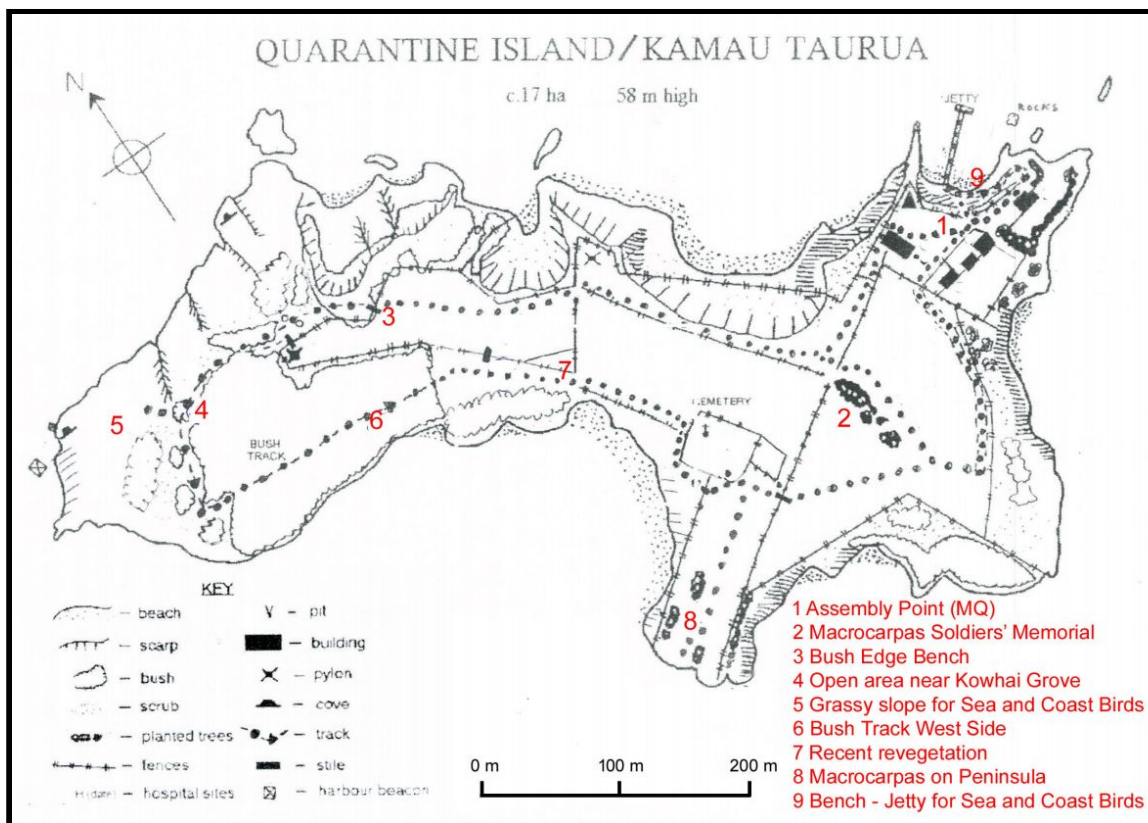 QUARANTINE ISLAND/KAMAU TAURUA
c.17 ha 58 m high
N
JETTY
ROCKS
9
1
3
7
5
4
6
BUSH
TRACK
CEMETERY
2
8
KEY
beach
scarp
bush
scrub
planted trees
fences
H(date) - hospital sites
pit
building
pylon
cove
track
stile
harbour beacon
0 m 100 m 200 m
1 Assembly Point (MQ)
2 Macrocarpas Soldiers' Memorial
3 Bush Edge Bench
4 Open area near Kowhai Grove
5 Grassy slope for Sea and Coast Birds
6 Bush Track West Side
7 Recent revegetation
8 Macrocarpas on Peninsula
9 Bench - Jetty for Sea and Coast Birds